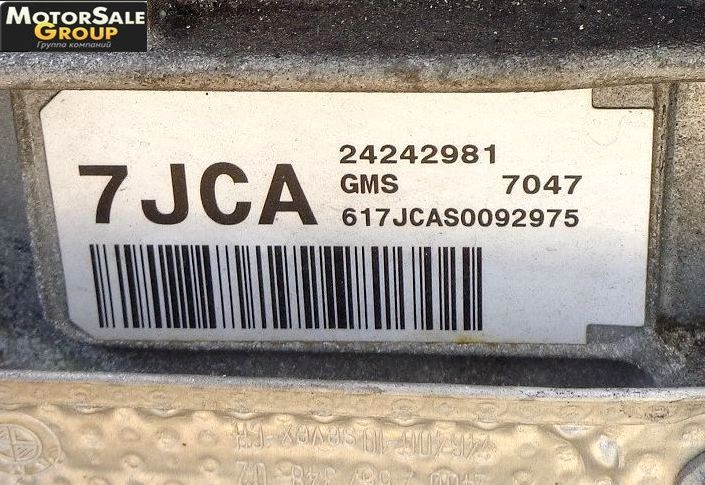 MOTORSALE
GROUP
Группа компаний
24242981
7JCA
GMS 7047
617JCAS0092975